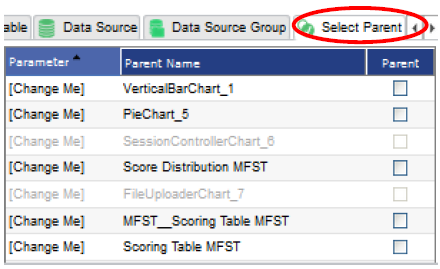 able Data Source Data Source Group Select Parent
Parameter Parent Name Parent
[Change Me] VerticalBarChart_1
[Change Me] PieChart_5
[Change Me] SessionControllerChart_6
[Change Me] Score Distribution MFST
[Change Me] FileUploaderChart_7
[Change Me] MFST__Scoring Table MFST
[Change Me] Scoring Table MFST